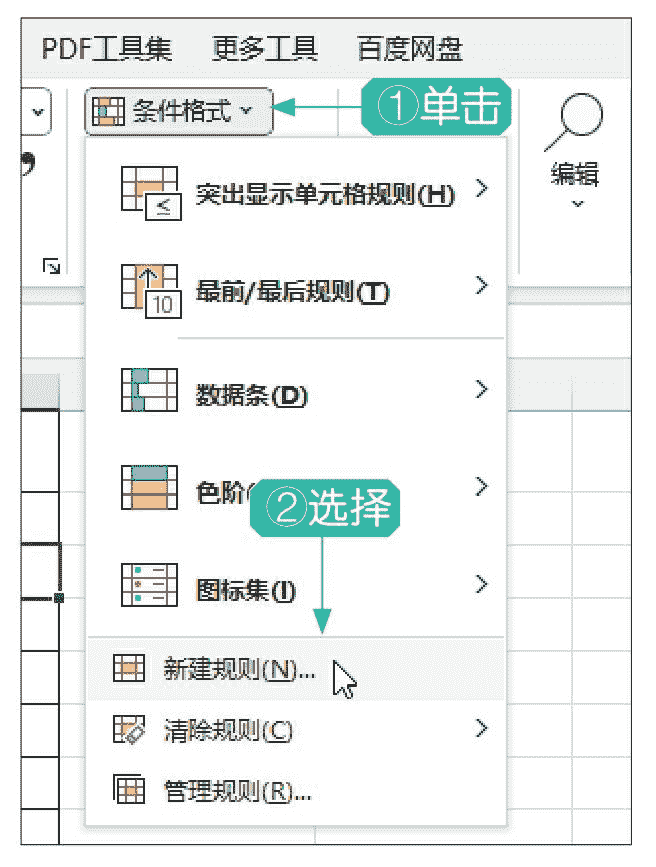 PDF工具集 更多工具 百度网盘
条件格式 ①单击
编辑
≤ 突出显示单元格规则(H)
10 最前/最后规则(T)
数据条(D)
色阶(
②选择
图标集(I)
新建规则(N)...
清除规则(C)
管理规则(R)...